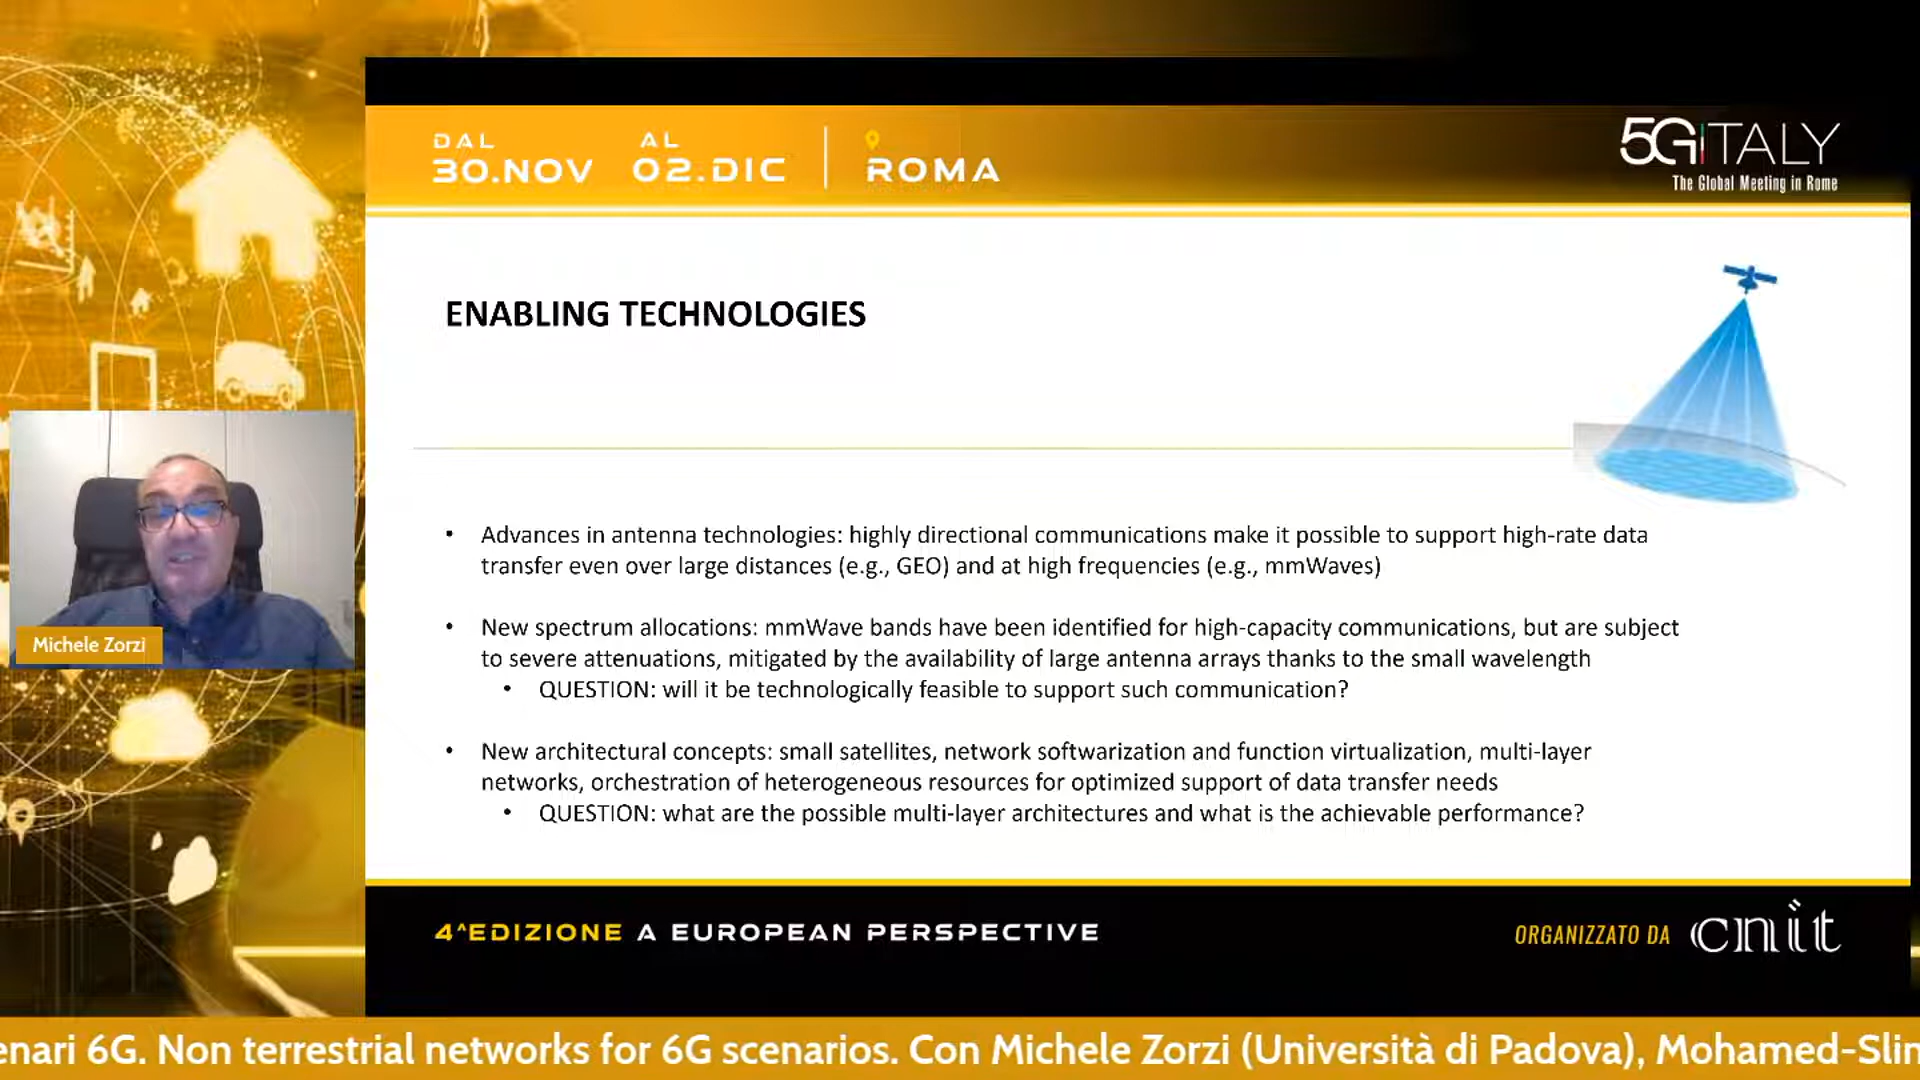 DAL AL
30.NOV 02.DIC ROMA
5GITALY
The Global Meeting in Rome
ENABLING TECHNOLOGIES
• Advances in antenna technologies: highly directional communications make it possible to support high-rate data
transfer even over large distances (e.g., GEO) and at high frequencies (e.g., mmWaves)
• New spectrum allocations: mmWave bands have been identified for high-capacity communications, but are subject
to severe attenuations, mitigated by the availability of large antenna arrays thanks to the small wavelength
• QUESTION: will it be technologically feasible to support such communication?
• New architectural concepts: small satellites, network softwarization and function virtualization, multi-layer
networks, orchestration of heterogeneous resources for optimized support of data transfer needs
• QUESTION: what are the possible multi-layer architectures and what is the achievable performance?
Michele Zorzi
4^EDIZIONE A EUROPEAN PERSPECTIVE
ORGANIZZATO DA cnit
enari 6G. Non terrestrial networks for 6G scenarios. Con Michele Zorzi (Università di Padova), Mohamed-Slim